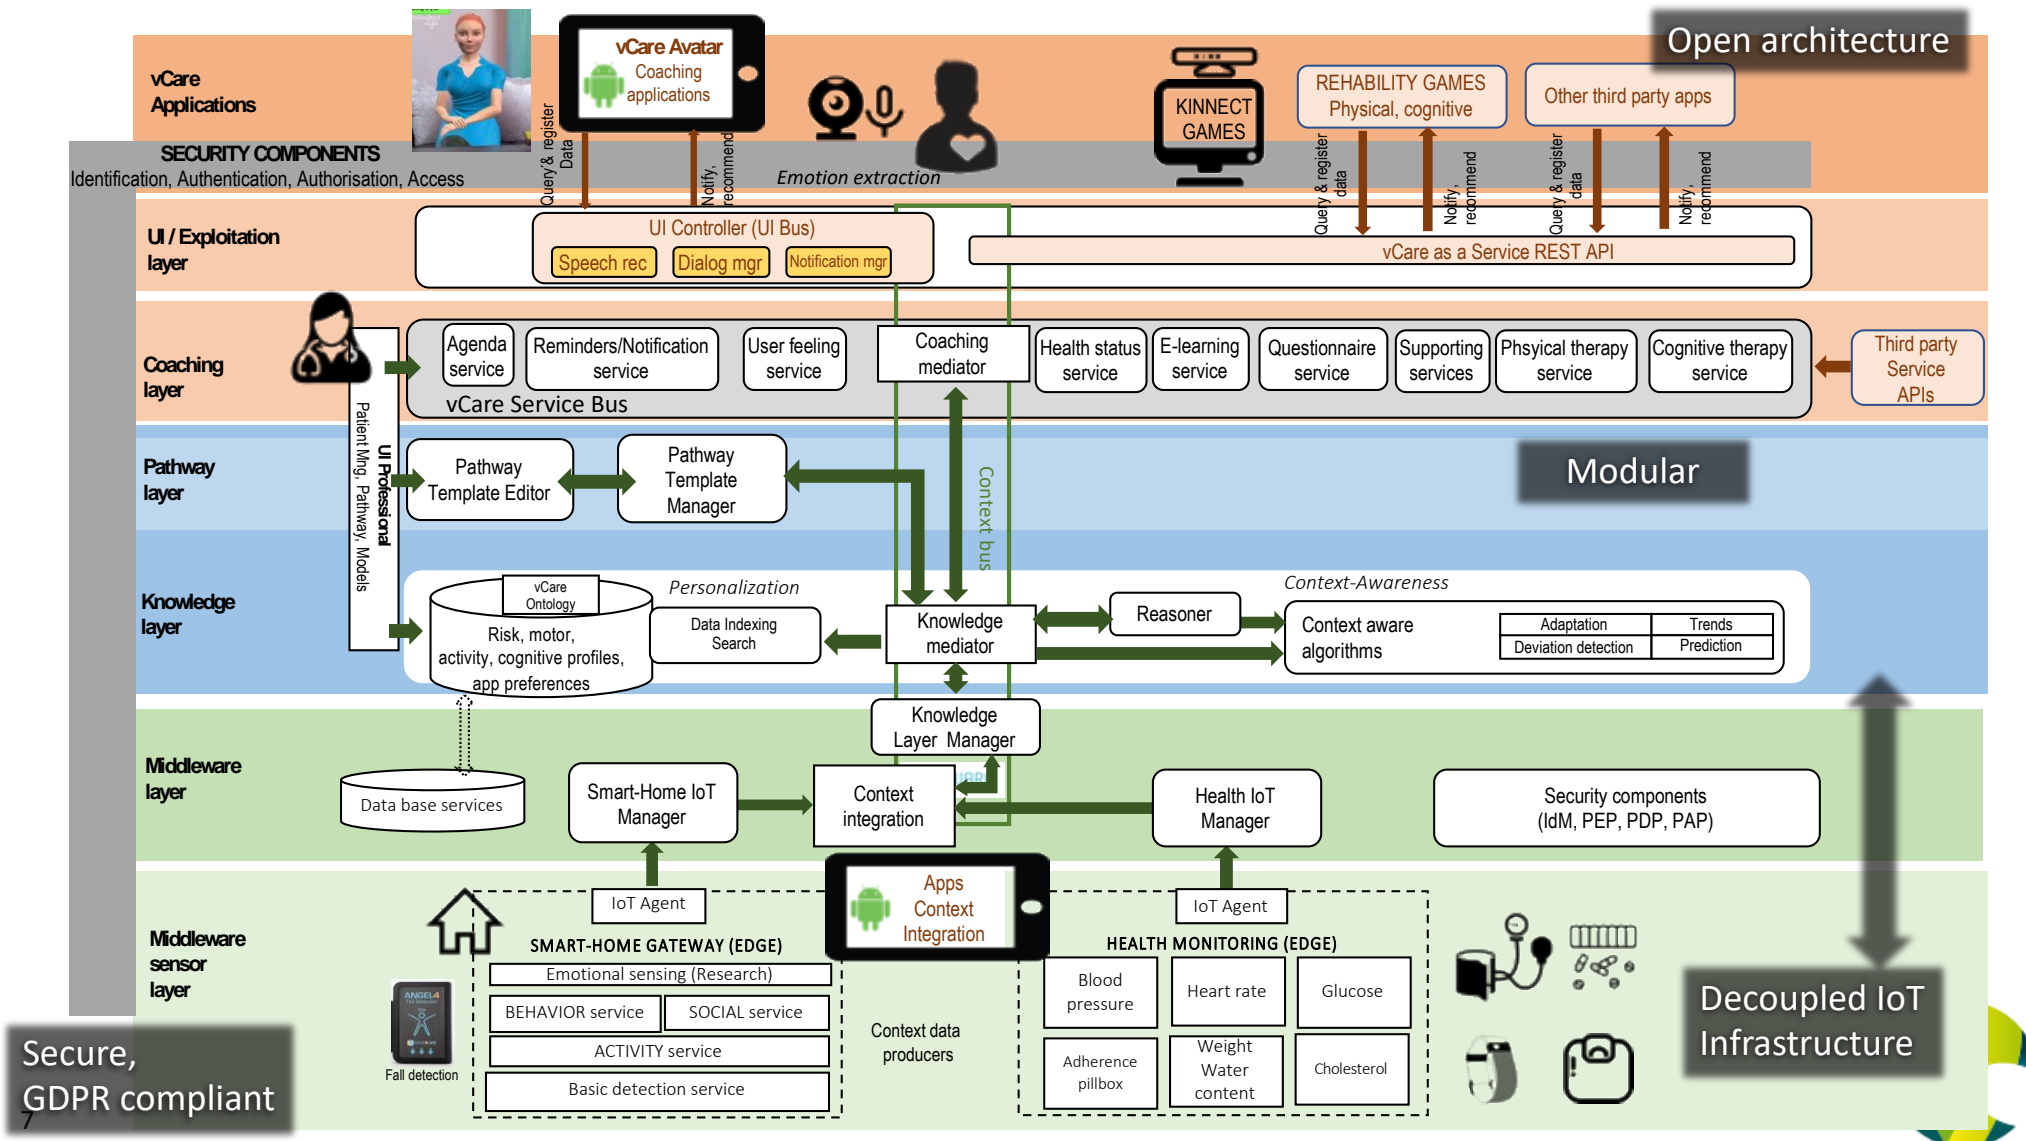 Open architecture
vCare
Applications
vCare Avatar
Coaching
applications
KINNECT
GAMES
REHABILITY GAMES
Physical, cognitive
Other third party apps
SECURITY COMPONENTS
Identification, Authentication, Authorisation, Access
Query & register
Data
Notify,
recommend
Emotion extraction
Query & register
data
Notify,
recommend
Query & register
data
Notify,
recommend
UI / Exploitation
layer
UI Controller (UI Bus)
Speech rec
Dialog mgr
Notification mgr
vCare as a Service REST API
Coaching
layer
Agenda
service
Reminders/Notification
service
User feeling
service
Coaching
mediator
Health status
service
E-learning
service
Questionnaire
service
Supporting
services
Phsyical therapy
service
Cognitive therapy
service
vCare Service Bus
Third party
Service
APIs
UI Professional
Patient Mng, Pathway, Models
Pathway
layer
Pathway
Template Editor
Pathway
Template
Manager
Context bus
Modular
Knowledge
layer
vCare
Ontology
Risk, motor,
activity, cognitive profiles,
app preferences
Personalization
Data Indexing
Search
Knowledge
mediator
Reasoner
Context-Awareness
Context aware
algorithms
Adaptation
Trends
Deviation detection
Prediction
Middleware
layer
Knowledge
Layer Manager
Data base services
Smart-Home IoT
Manager
Context
integration
Health IoT
Manager
Security components
(IdM, PEP, PDP, PAP)
Middleware
sensor
layer
IoT Agent
SMART-HOME GATEWAY (EDGE)
Emotional sensing (Research)
BEHAVIOR service
SOCIAL service
ACTIVITY service
Basic detection service
ANGEL4
Fall detection
Apps
Context
Integration
Context data
producers
IoT Agent
HEALTH MONITORING (EDGE)
Blood
pressure
Heart rate
Glucose
Adherence
pillbox
Weight
Water
content
Cholesterol
Decoupled IoT
Infrastructure
Secure,
GDPR compliant
7